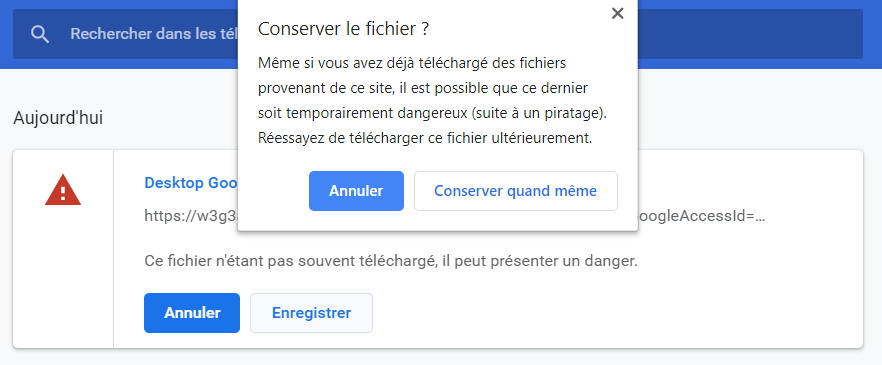 Rechercher dans les tél
Conserver le fichier ?
Même si vous avez déjà téléchargé des fichiers
provenant de ce site, il est possible que ce dernier
soit temporairement dangereux (suite à un piratage).
Réessayez de télécharger ce fichier ultérieurement.
Annuler
Conserver quand même
Aujourd'hui
Desktop Goo
https://w3g3
oogleAccessId=...
Ce fichier n'étant pas souvent téléchargé, il peut présenter un danger.
Annuler
Enregistrer